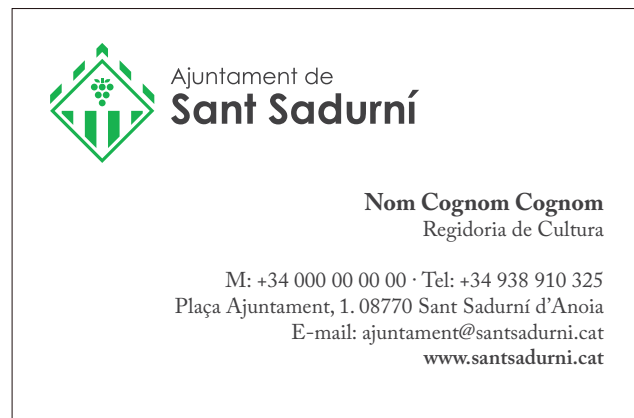 Ajuntament de
Sant Sadurní
Nom Cognom Cognom
Regidoria de Cultura
M: +34 000 00 00 00 · Tel: +34 938 910 325
Plaça Ajuntament, 1. 08770 Sant Sadurní d’Anoia
E-mail: ajuntament@santsadurni.cat
www.santsadurni.cat